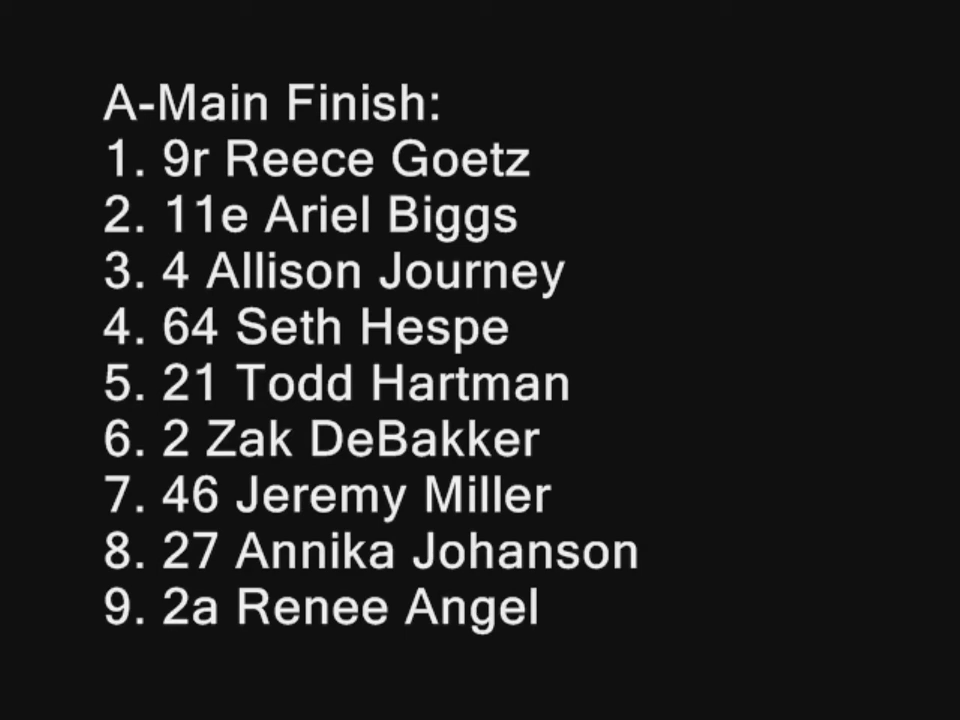 A-Main Finish:
1. 9r Reece Goetz
2. 11e Ariel Biggs
3. 4 Allison Journey
4. 64 Seth Hespe
5. 21 Todd Hartman
6. 2 Zak DeBakker
7. 46 Jeremy Miller
8. 27 Annika Johanson
9. 2a Renee Angel